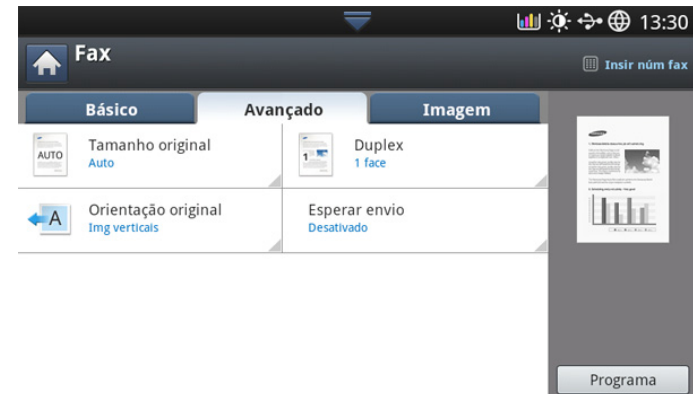 13:30
Fax
Insir núm fax
Básico
Avançado
Imagem
AUTO
Tamanho original
Auto
1
Duplex
1 face
A
Orientação original
Img verticais
Esperar envio
Desativado
Programa